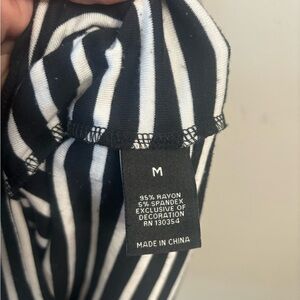 M
95% RAYON
5% SPANDEX
EXCLUSIVE OF
DECORATION
RN 130354
MADE IN CHINA